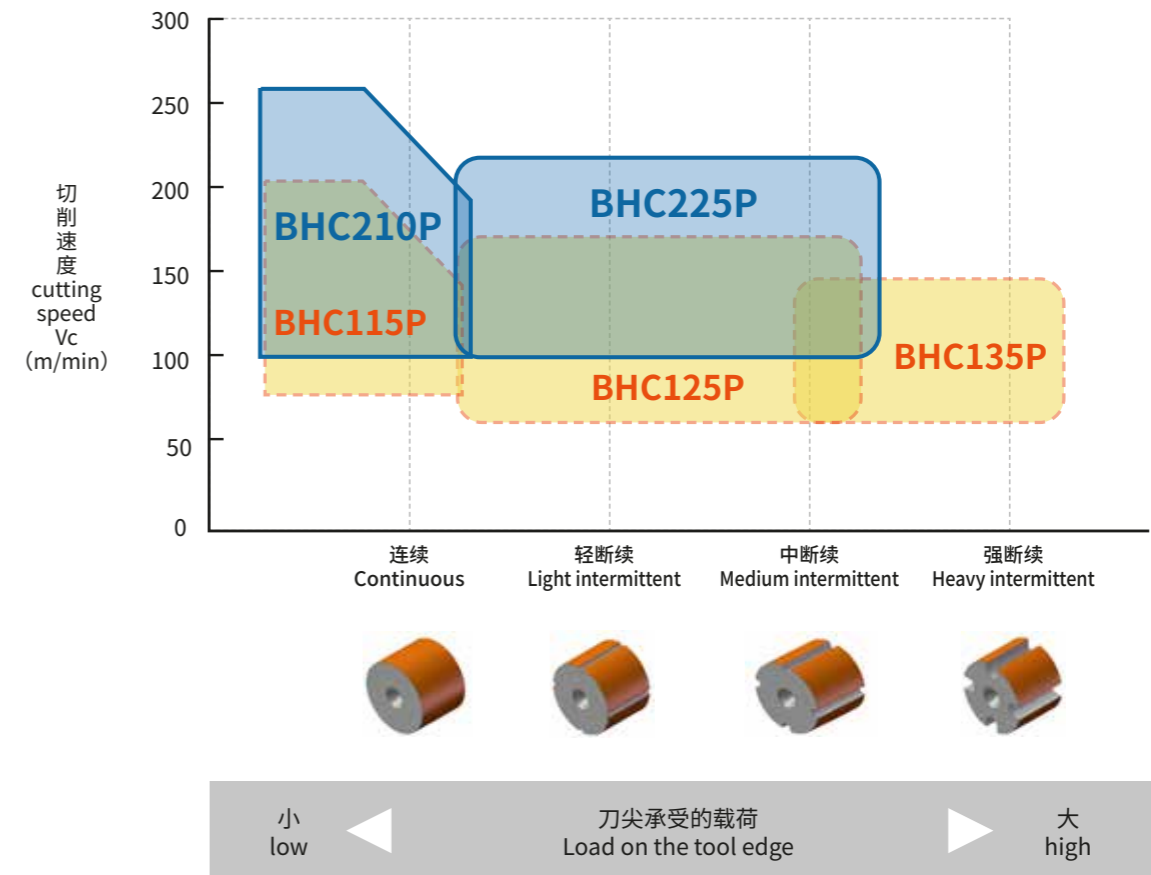 300
250
200
150
100
50
0
切
削
速
度
cutting
speed
Vc
（m/min）
BHC210P
BHC115P
BHC225P
BHC125P
BHC135P
连续
Continuous
轻断续
Light intermittent
中断续
Medium intermittent
强断续
Heavy intermittent
小
low
刀尖承受的载荷
Load on the tool edge
大
high